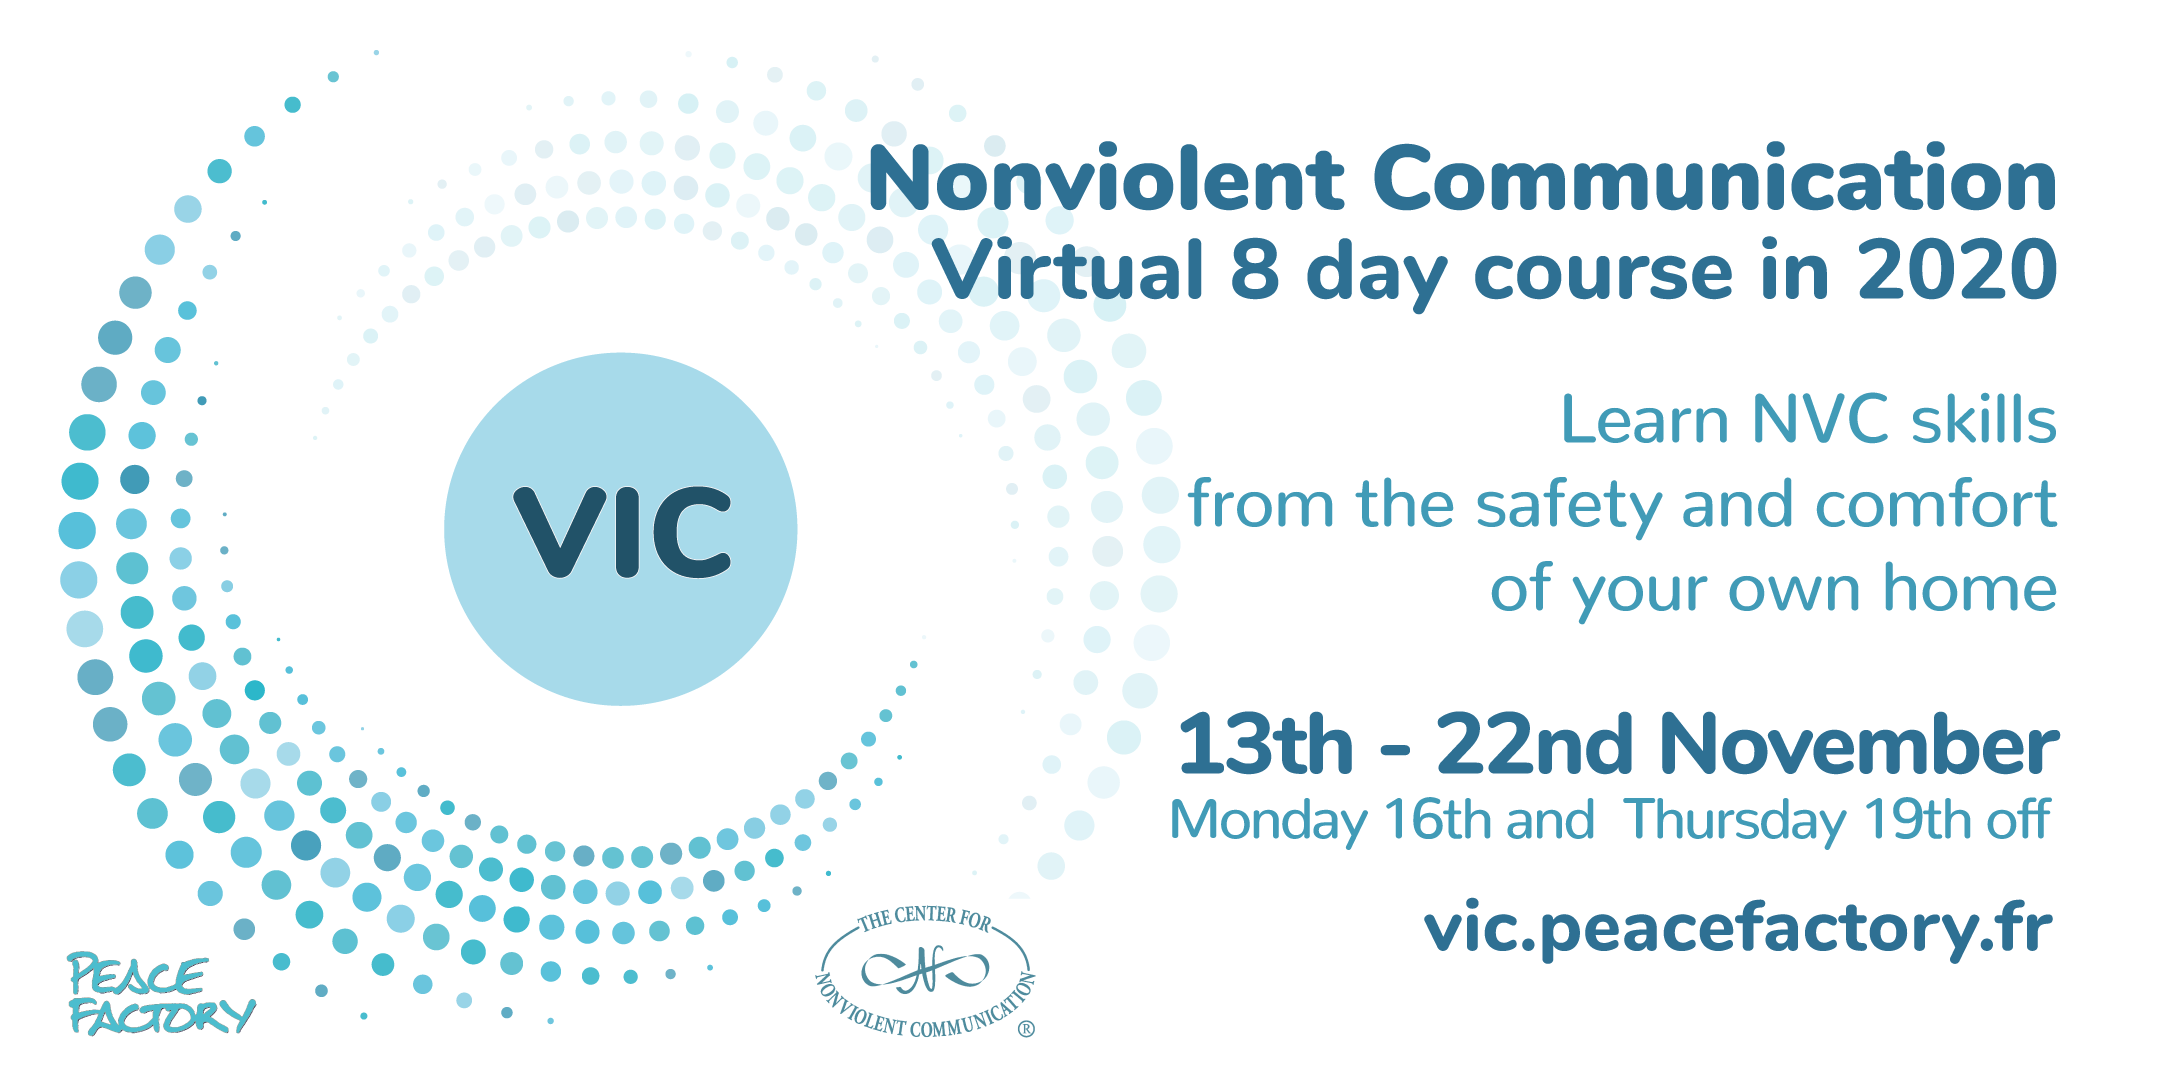 Nonviolent Communication
Virtual 8 day course in 2020
Learn NVC skills
from the safety and comfort
of your own home
VIC
13th - 22nd November
Monday 16th and Thursday 19th off
vic.peacefactory.fr
PEACE
FACTORY
THE CENTER FOR
NONVIOLENT COMMUNICATION
®